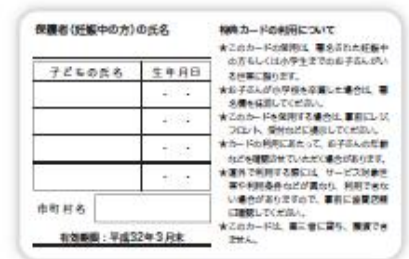 保護者(妊娠中の方)の氏名
子どもの氏名 生年月日
- -
- -
- -
- -
市町村名
有効期限：平成32年3月末
特典カードの利用について
★このカードの使用は、署名された妊娠中
の方もしくは小学生までのお子さんがい
る世帯に限ります。
★お子さんが小学校を卒業した場合は、署
名欄を抹消してください。
★このカードを使用する場合は、事前にレジ、
フロント、受付などに提示してください。
★カードの利用にあたって、お子さんの年齢
などを確認させていただく場合があります。
★県外で利用する際には、サービス対象世
帯や利用条件などが異なり、利用できな
い場合がありますので、事前に協賛店舗
に確認してください。
★このカードは、第三者に貸与、譲渡でき
ません。